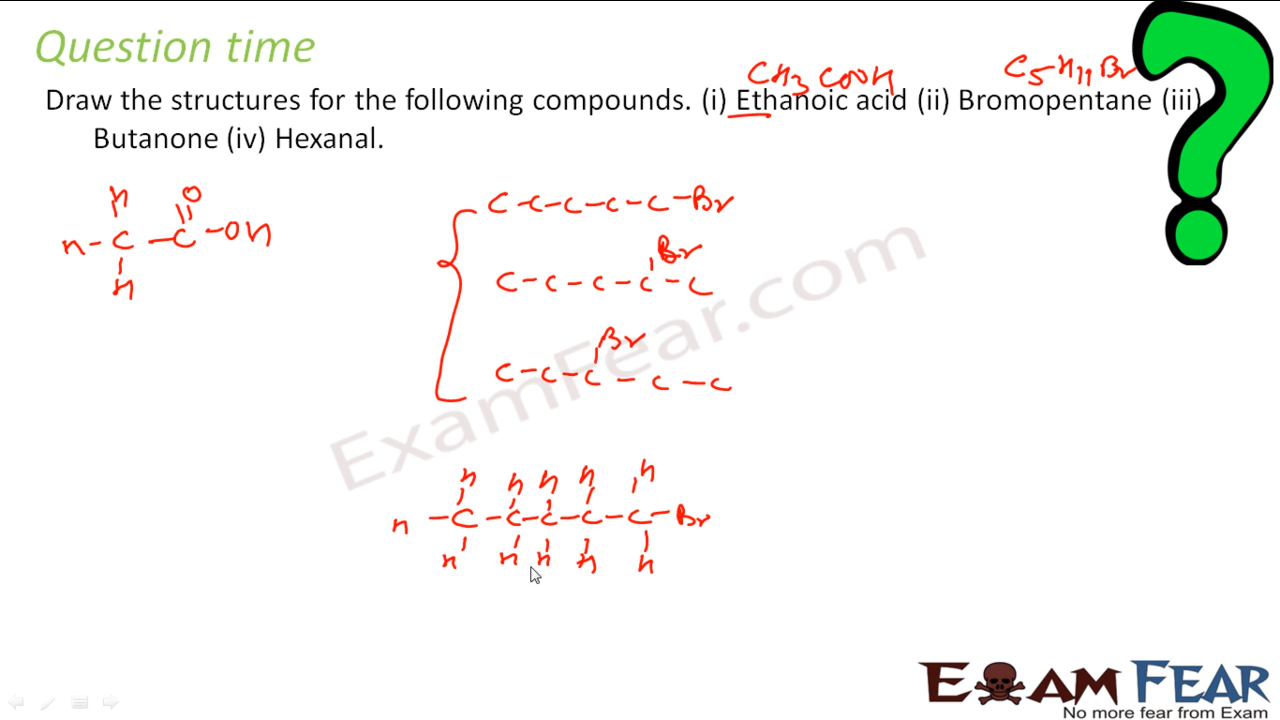 Question time
CH3 COOH
C5H11Br
Draw the structures for the following compounds. (i) Ethanoic acid (ii) Bromopentane (iii)
Butanone (iv) Hexanal.
H O
H - C - C - OH
H
C - C - C - C - C - Br
Br
C - C - C - C - C
Br
C - C - C - C - C
H H H H H
H - C - C - C - C - C - Br
H H H H H
ExamFear.com
EXAM FEAR
No more fear from Exam